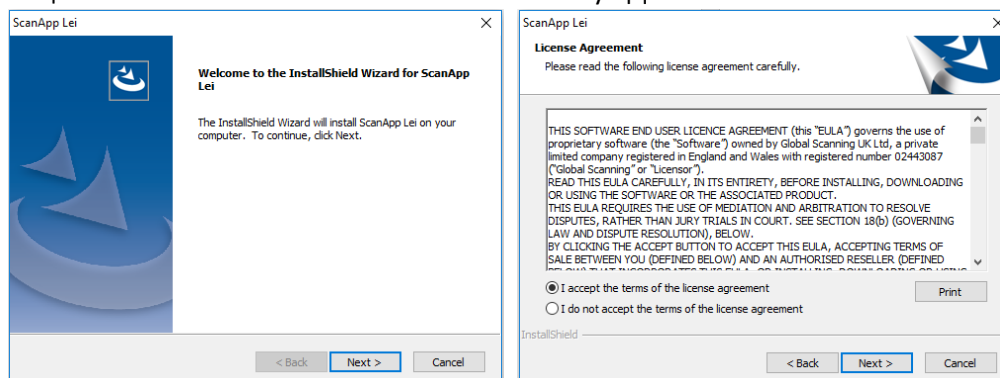 ScanApp Lei
Welcome to the InstallShield Wizard for ScanApp
Lei
The InstallShield Wizard will install ScanApp Lei on your
computer. To continue, click Next.
< Back
Next >
Cancel
ScanApp Lei
License Agreement
Please read the following license agreement carefully.
THIS SOFTWARE END USER LICENCE AGREEMENT (this "EULA") governs the use of
proprietary software (the "Software") owned by Global Scanning UK Ltd, a private
limited company registered in England and Wales with registered number 02443087
("Global Scanning" or "Licensor").
READ THIS EULA CAREFULLY, IN ITS ENTIRETY, BEFORE INSTALLING, DOWNLOADING
OR USING THE SOFTWARE OR THE ASSOCIATED PRODUCT.
THIS EULA REQUIRES THE USE OF MEDIATION AND ARBITRATION TO RESOLVE
DISPUTES, RATHER THAN JURY TRIALS IN COURT. SEE SECTION 18(b) (GOVERNING
LAW AND DISPUTE RESOLUTION), BELOW.
BY CLICKING THE ACCEPT BUTTON TO ACCEPT THIS EULA, ACCEPTING TERMS OF
SALE BETWEEN YOU (DEFINED BELOW) AND AN AUTHORISED RESELLER (DEFINED
I accept the terms of the license agreement
Print
I do not accept the terms of the license agreement
InstallShield
< Back
Next >
Cancel